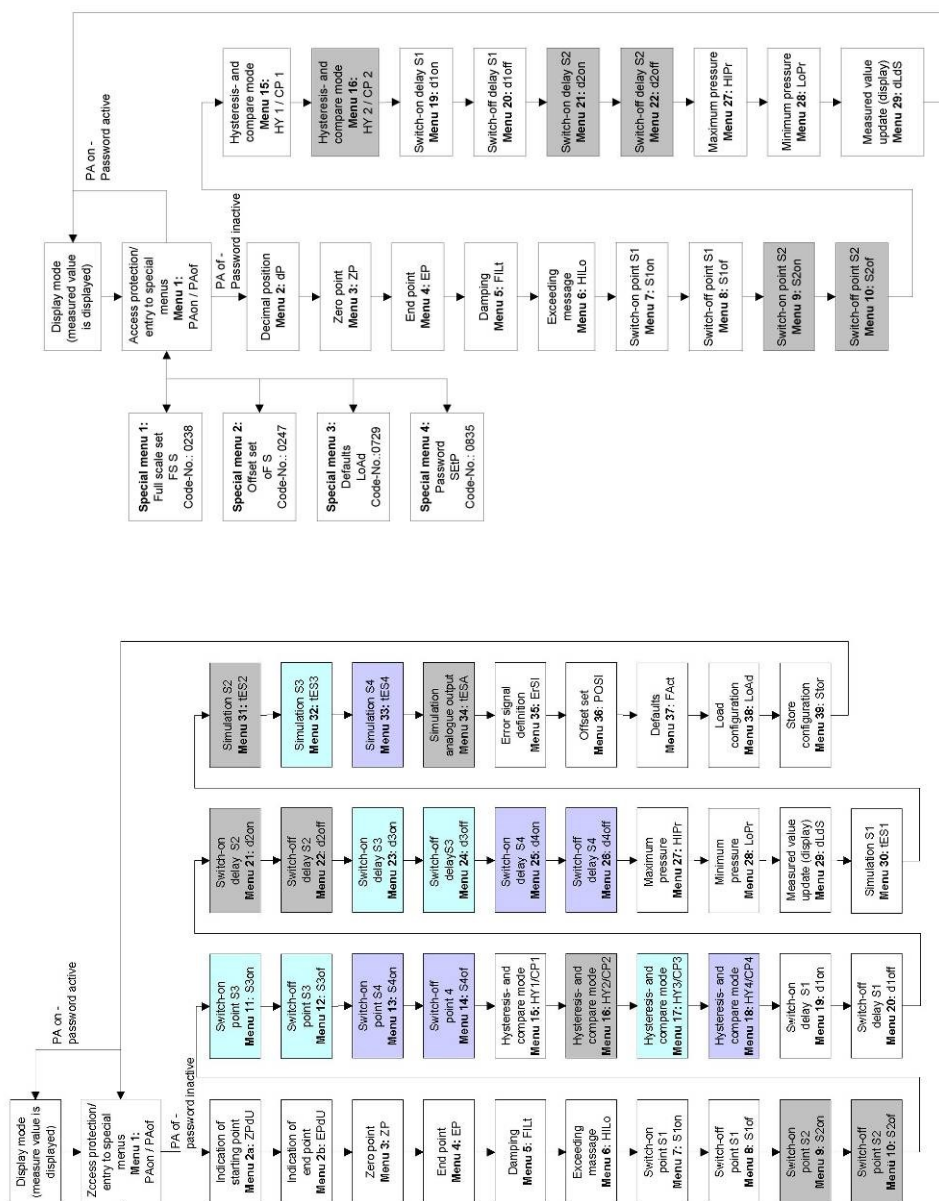 Display mode
(measured value
is displayed)
PA on -
Password active
Access protection/
entry to special
menus
Menu 1:
PAon / PAof
PA of -
Password inactive
Special menu 1:
Full scale set
FS S
Code-No.: 0238
Special menu 2:
Offset set
oF S
Code-No.: 0247
Special menu 3:
Defaults
LoAd
Code-No.:0729
Special menu 4:
Password
SEtP
Code-No.: 0835
Decimal position
Menu 2: dP
Zero point
Menu 3: ZP
End point
Menu 4: EP
Damping
Menu 5: FILt
Exceeding
message
Menu 6: HILo
Switch-on point S1
Menu 7: S1on
Switch-off point S1
Menu 8: S1of
Switch-on point S2
Menu 9: S2on
Switch-off point S2
Menu 10: S2of
Hysteresis- and
compare mode
Menu 15:
HY 1 / CP 1
Hysteresis- and
compare mode
Menu 16:
HY 2 / CP 2
Switch-on delay S1
Menu 19: d1on
Switch-off delay S1
Menu 20: d1off
Switch-on delay S2
Menu 21: d2on
Switch-off delay S2
Menu 22: d2off
Maximum pressure
Menu 27: HIPr
Minimum pressure
Menu 28: LoPr
Measured value
update (display)
Menu 29: dLdS
Display mode
(measure value is
displayed)
PA on -
password active
Zccess protection/
entry to special
menus
Menu 1:
PAon / PAof
PA of -
password inactive
Indication of
starting point
Menu 2a: ZPdU
Indication of
end point
Menu 2b: EPdU
Zero point
Menu 3: ZP
End point
Menu 4: EP
Damping
Menu 5: FILt
Exceeding
massage
Menu 6: HILo
Switch-on
point S1
Menu 7: S1on
Switch-off
point S1
Menu 8: S1of
Switch-on
point S2
Menu 9: S2on
Switch-off
point S2
Menu 10: S2of
Switch-on
point S3
Menu 11: S3on
Switch-off
point S3
Menu 12: S3of
Switch-on
point S4
Menu 13: S4on
Switch-off
point 4
Menu 14: S4of
Hysteresis- and
compare mode
Menu 15: HY1/CP1
Hysteresis- and
compare mode
Menu 16: HY2/CP2
Hysteresis- and
compare mode
Menu 17: HY3/CP3
Hysteresis- and
compare mode
Menu 18: HY4/CP4
Switch-on
delay S1
Menu 19: d1on
Switch-off
delay S1
Menu 20: d1off
Switch-on
delay S2
Menu 21: d2on
Switch-off
delay S2
Menu 22: d2off
Switch-on
delay S3
Menu 23: d3on
Switch-off
delayS3
Menu 24: d3off
Switch-on
delay S4
Menu 25: d4on
Switch-off
delay S4
Menu 26: d4off
Maximum
pressure
Menu 27: HIPr
Minimum
pressure
Menu 28: LoPr
Measured value
update (display)
Menu 29: dLdS
Simulation S1
Menu 30: tES1
Simulation S2
Menu 31: tES2
Simulation S3
Menu 32: tES3
Simulation S4
Menu 33: tES4
Simulation
analogue output
Menu 34: tESA
Error signal
definition
Menu 35: ErSI
Offset set
Menu 36: POSI
Defaults
Menu 37: FAct
Load
configuration
Menu 38: LoAd
Store
configuration
Menu 39: Stor